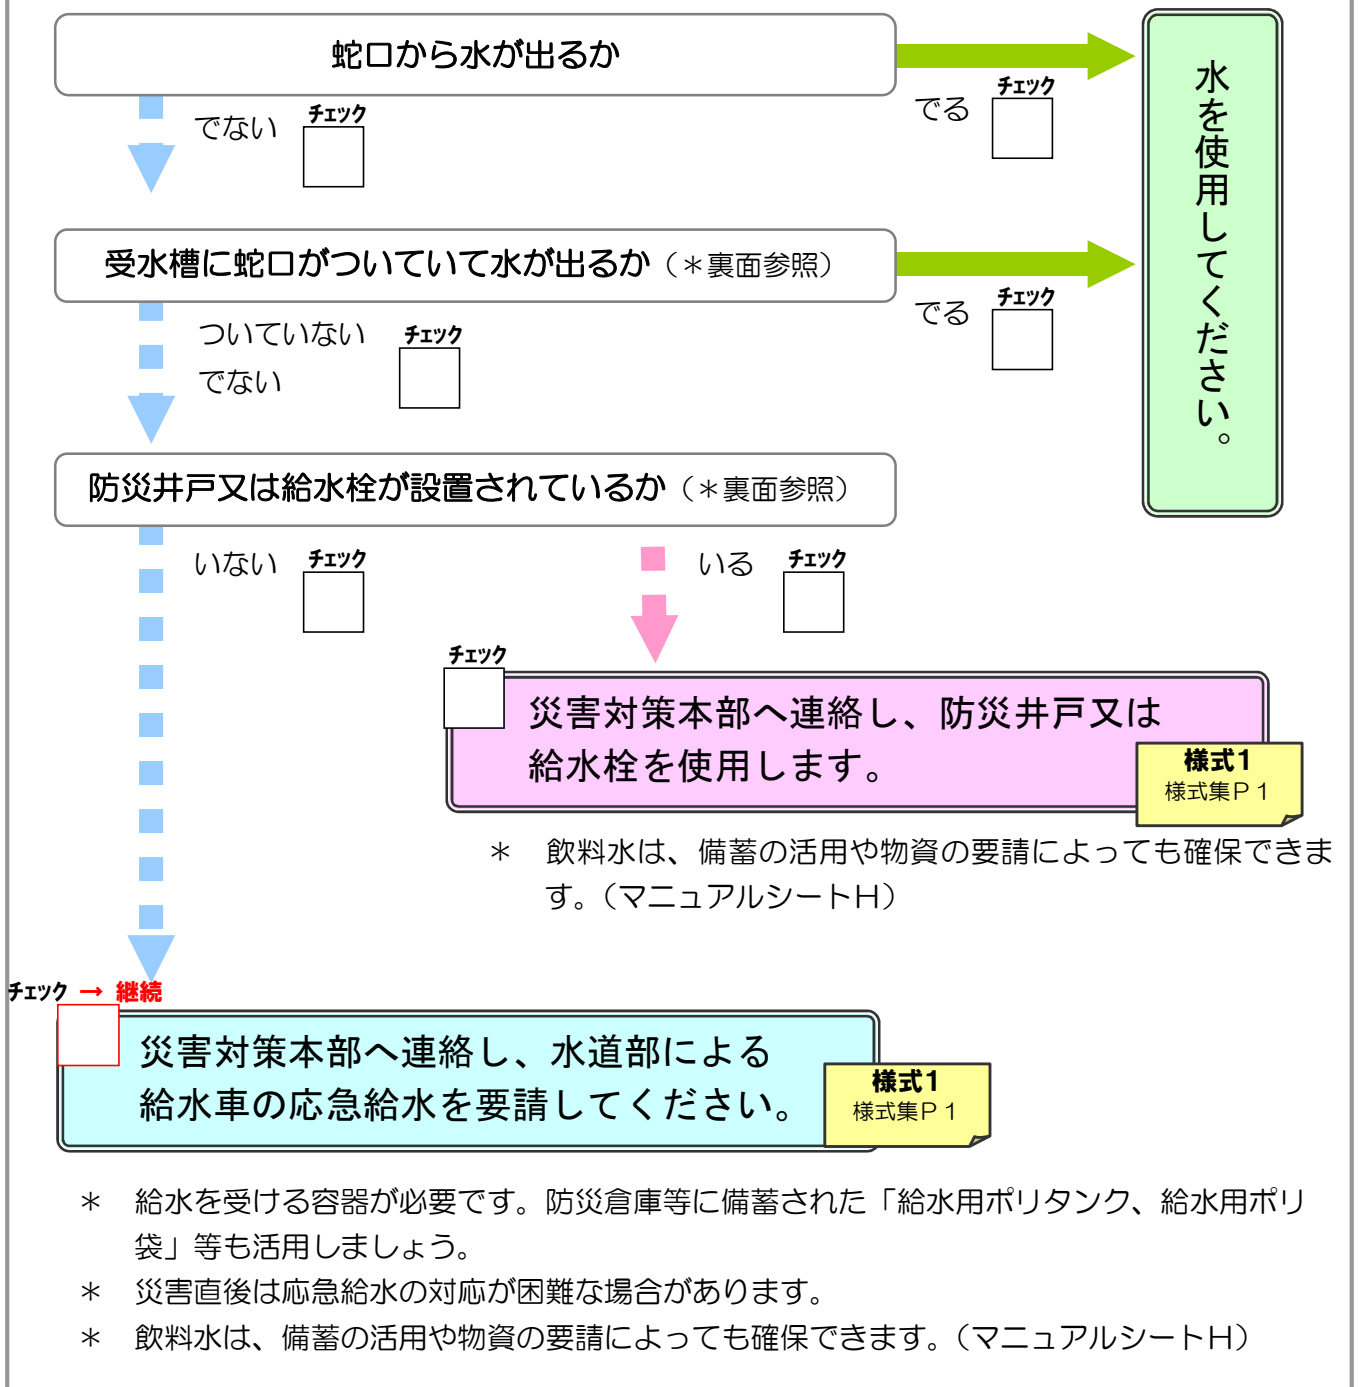 蛇口から水が出るか
でない
チェック
でる
チェック
水を使用してください。
受水槽に蛇口がついていて水が出るか（＊裏面参照）
ついていない
でない
チェック
でる
チェック
防災井戸又は給水栓が設置されているか（＊裏面参照）
いない
チェック
いる
チェック
チェック
災害対策本部へ連絡し、防災井戸又は
給水栓を使用します。
様式1
様式集Ｐ１
＊　飲料水は、備蓄の活用や物資の要請によっても確保できま
す。（マニュアルシートＨ）
チェック → 継続
災害対策本部へ連絡し、水道部による
給水車の応急給水を要請してください。
様式1
様式集Ｐ１
＊　給水を受ける容器が必要です。防災倉庫等に備蓄された「給水用ポリタンク、給水用ポリ
袋」等も活用しましょう。
＊　災害直後は応急給水の対応が困難な場合があります。
＊　飲料水は、備蓄の活用や物資の要請によっても確保できます。（マニュアルシートＨ）